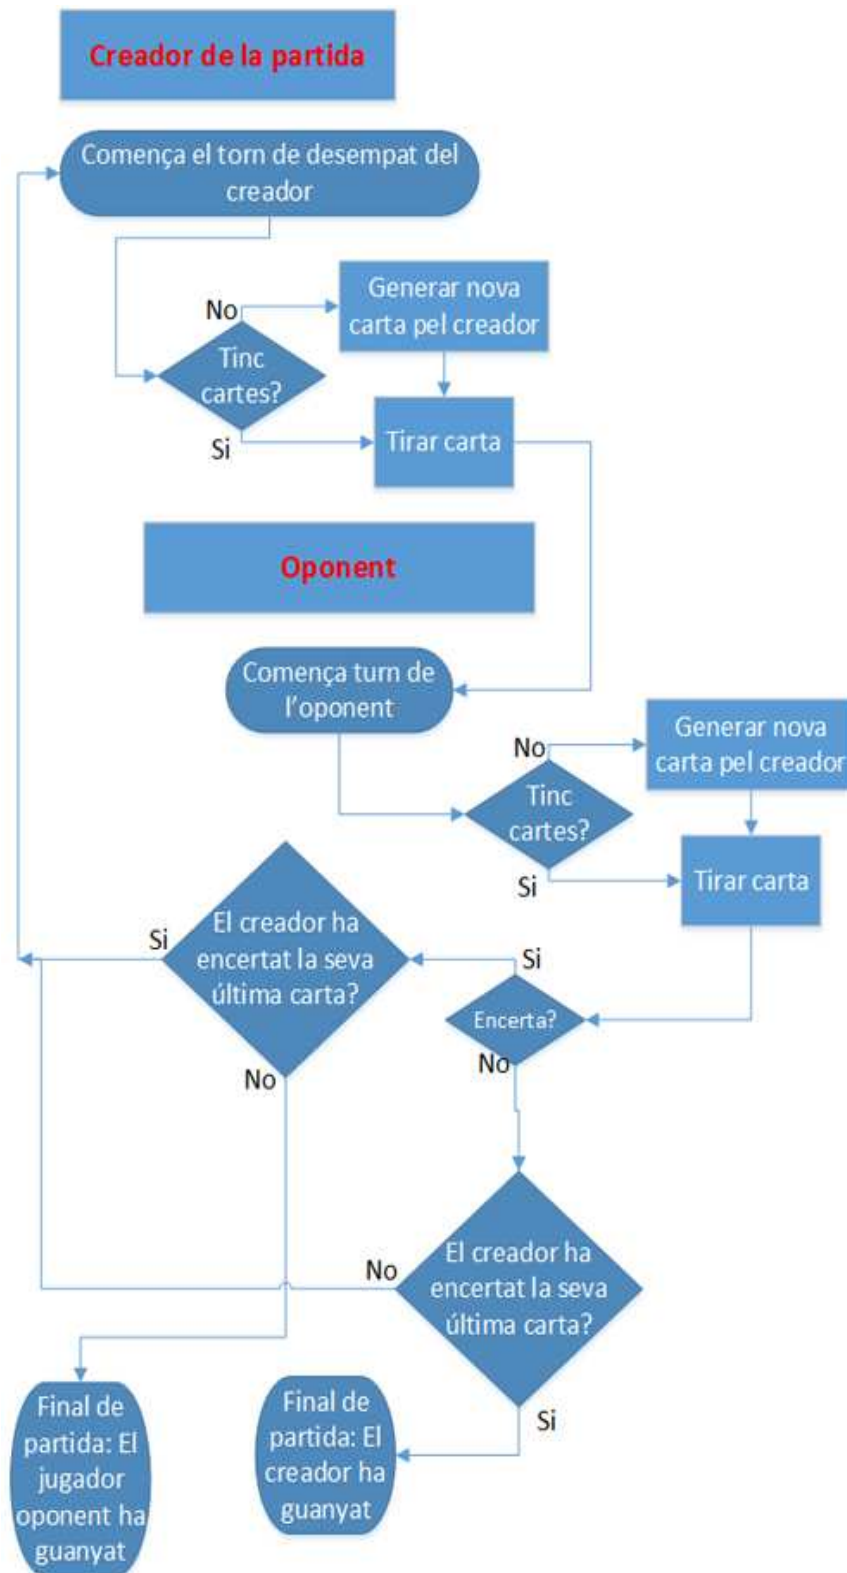 Creador de la partida
Comença el torn de desempat del
creador
No
Generar nova
carta pel creador
Tinc
cartes?
Si
Tirar carta
Oponent
Comença turn de
l'oponent
No
Generar nova
carta pel creador
Tinc
cartes?
Si
Tirar carta
El creador ha
encertat la seva
última carta?
Si
Si
Encerta?
No
No
El creador ha
encertat la seva
última carta?
No
Si
Final de
partida: El
jugador
oponent ha
guanyat
Final de
partida: El
creador ha
guanyat